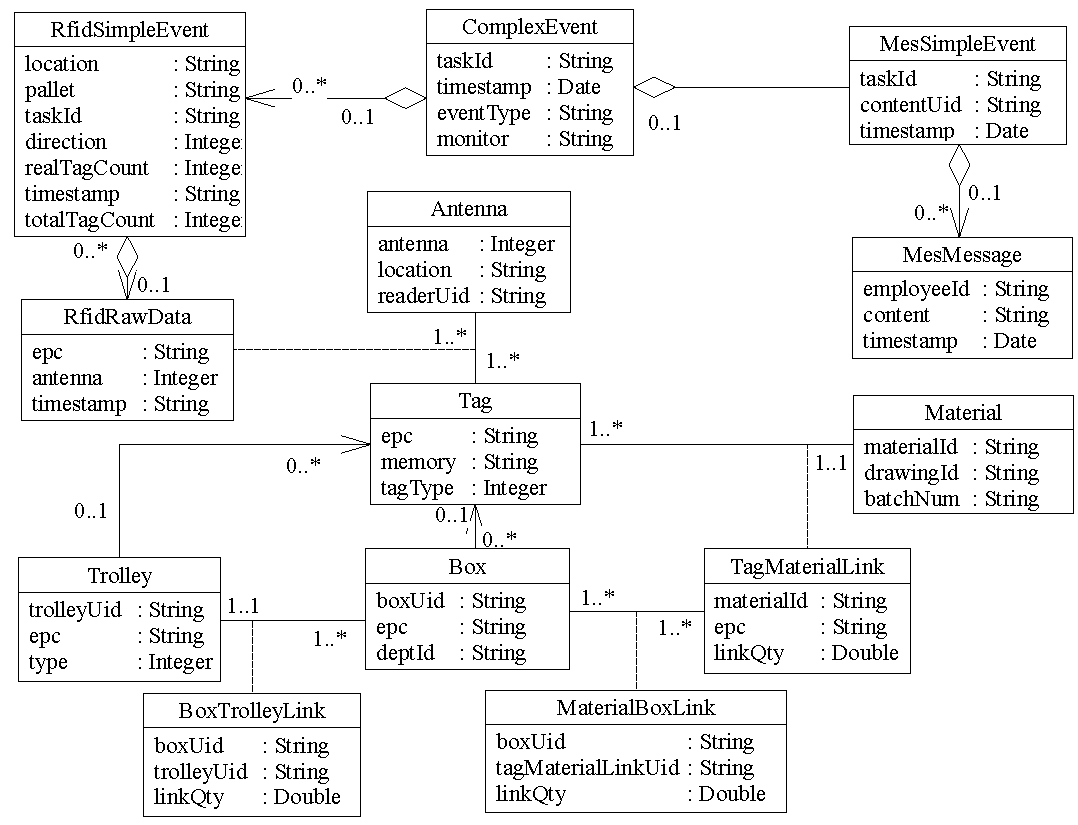 RfidSimpleEvent
location : String
pallet : String
taskId : String
direction : Intege
realTagCount : Intege
timestamp : String
totalTagCount : Intege
ComplexEvent
taskId : String
timestamp : Date
eventType : String
monitor : String
MesSimpleEvent
taskId : String
contentUid : String
timestamp : Date
0..*
0..1
0..1
0..*
0..1
0..1
0..*
Antenna
antenna : Integer
location : String
readerUid : String
MesMessage
employeeId : String
content : String
timestamp : Date
RfidRawData
epc : String
antenna : Integer
timestamp : String
1..*
1..*
Tag
epc : String
memory : String
tagType : Integer
1..*
1..1
Material
materialId : String
drawingId : String
batchNum : String
0..*
0..1
0..1
0..*
Trolley
trolleyUid : String
epc : String
type : Integer
1..1
1..*
Box
boxUid : String
epc : String
deptId : String
1..*
1..*
TagMaterialLink
materialId : String
epc : String
linkQty : Double
BoxTrolleyLink
boxUid : String
trolleyUid : String
linkQty : Double
MaterialBoxLink
boxUid : String
tagMaterialLinkUid : String
linkQty : Double